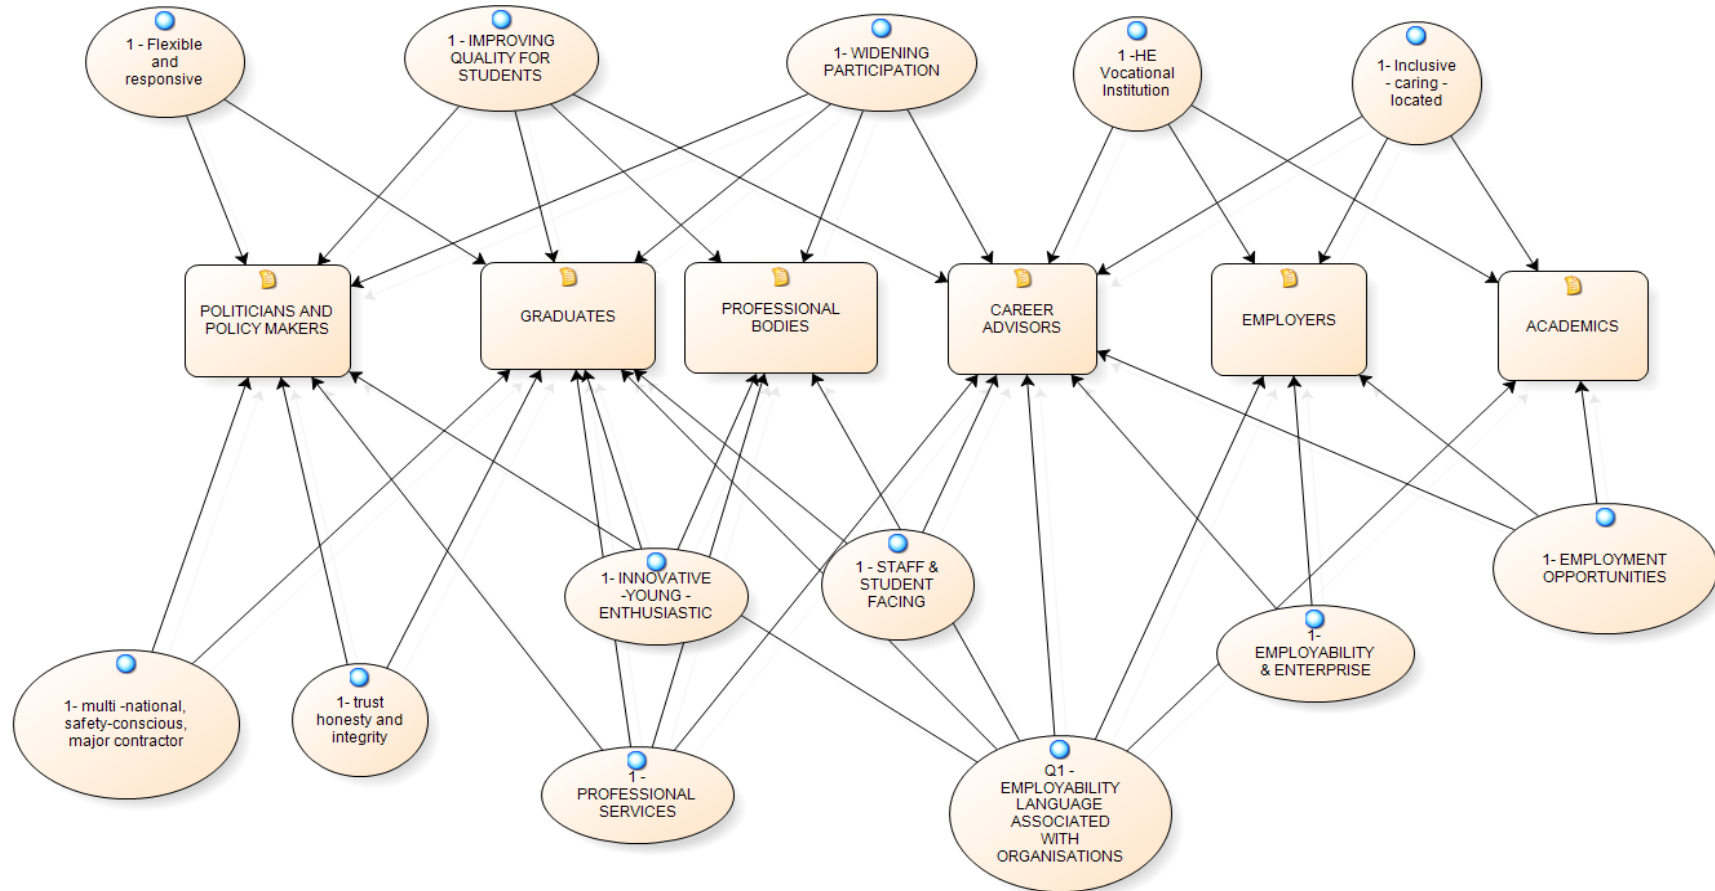 1 - Flexible
and
responsive
1 - IMPROVING
QUALITY FOR
STUDENTS
1- WIDENING
PARTICIPATION
1 -HE
Vocational
Institution
1- Inclusive
- caring -
located
POLITICIANS AND
POLICY MAKERS
GRADUATES
PROFESSIONAL
BODIES
CAREER
ADVISORS
EMPLOYERS
ACADEMICS
1- INNOVATIVE
-YOUNG -
ENTHUSIASTIC
1 - STAFF &
STUDENT
FACING
1- EMPLOYMENT
OPPORTUNITIES
1-
EMPLOYABILITY
& ENTERPRISE
1- multi -national,
safety-conscious,
major contractor
1- trust
honesty and
integrity
1 -
PROFESSIONAL
SERVICES
Q1 -
EMPLOYABILITY
LANGUAGE
ASSOCIATED
WITH
ORGANISATIONS